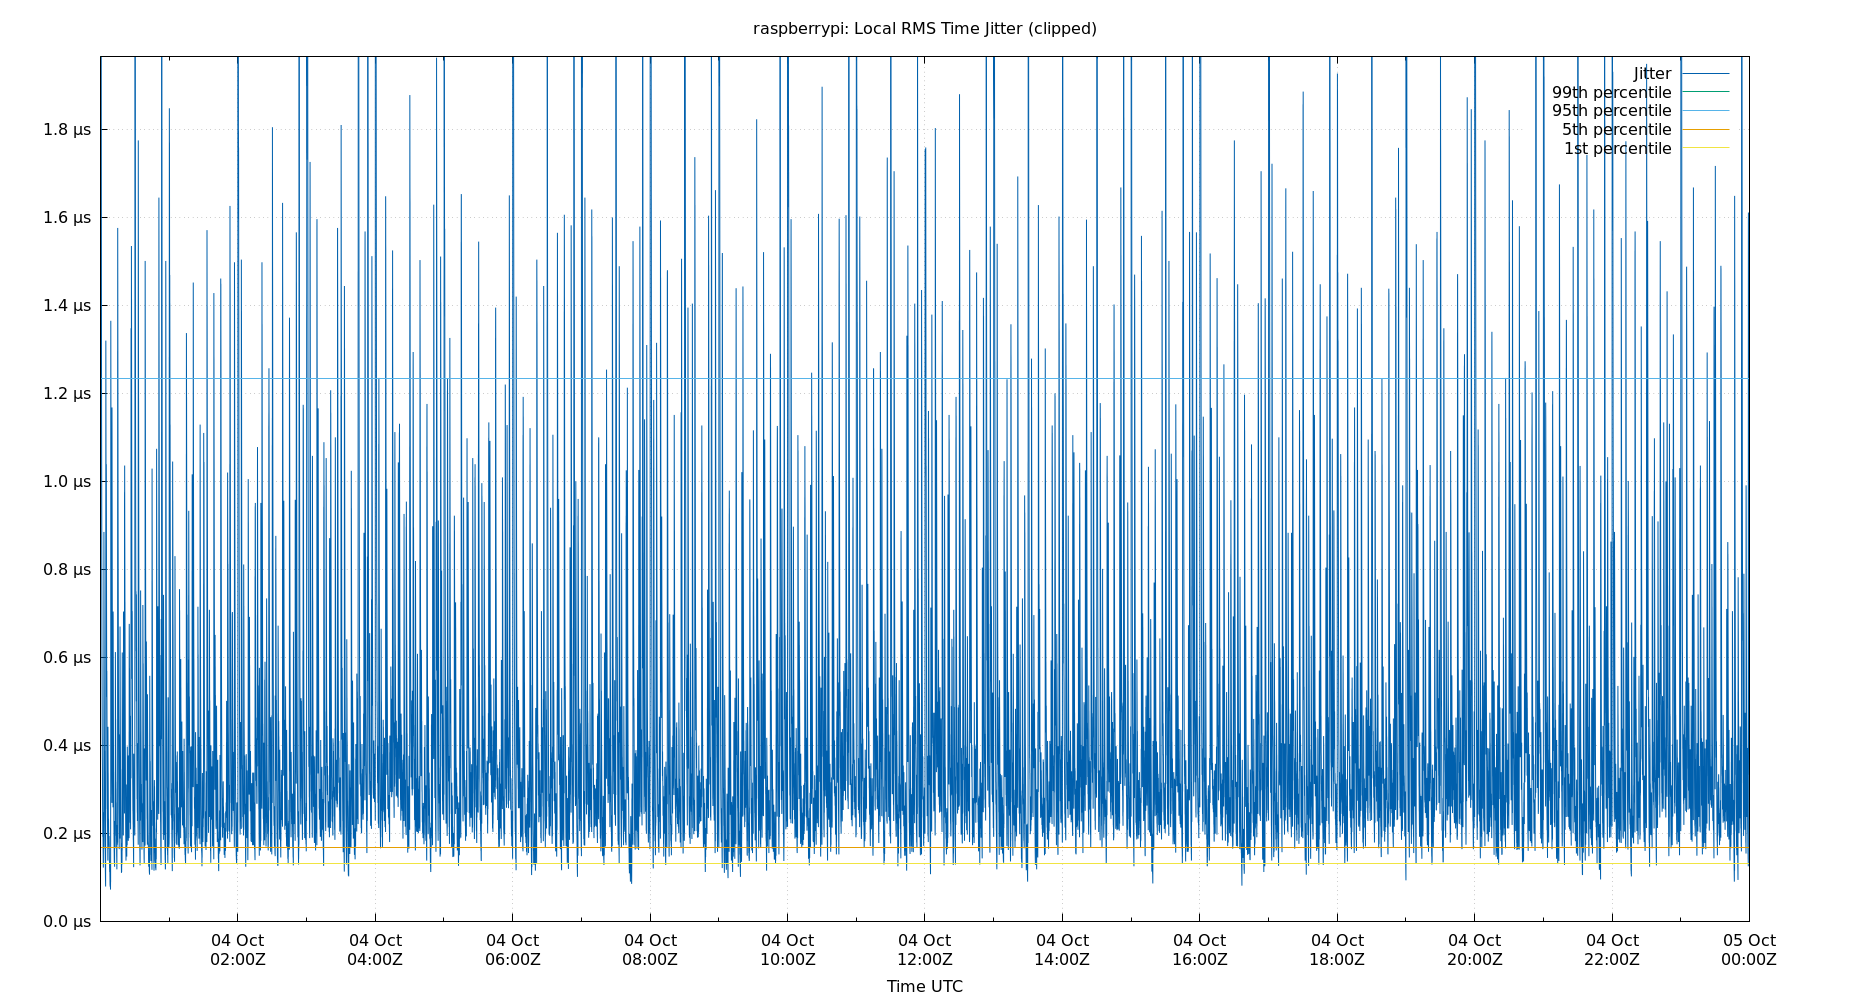 raspberrypi: Local RMS Time Jitter (clipped)
Jitter
99th percentile
95th percentile
5th percentile
1st percentile
1.8 µs
1.6 µs
1.4 µs
1.2 µs
1.0 µs
0.8 µs
0.6 µs
0.4 µs
0.2 µs
0.0 µs
04 Oct 04 Oct 04 Oct 04 Oct 04 Oct 04 Oct 04 Oct 04 Oct 04 Oct 04 Oct 04 Oct 05 Oct
02:00Z 04:00Z 06:00Z 08:00Z 10:00Z 12:00Z 14:00Z 16:00Z 18:00Z 20:00Z 22:00Z 00:00Z
Time UTC